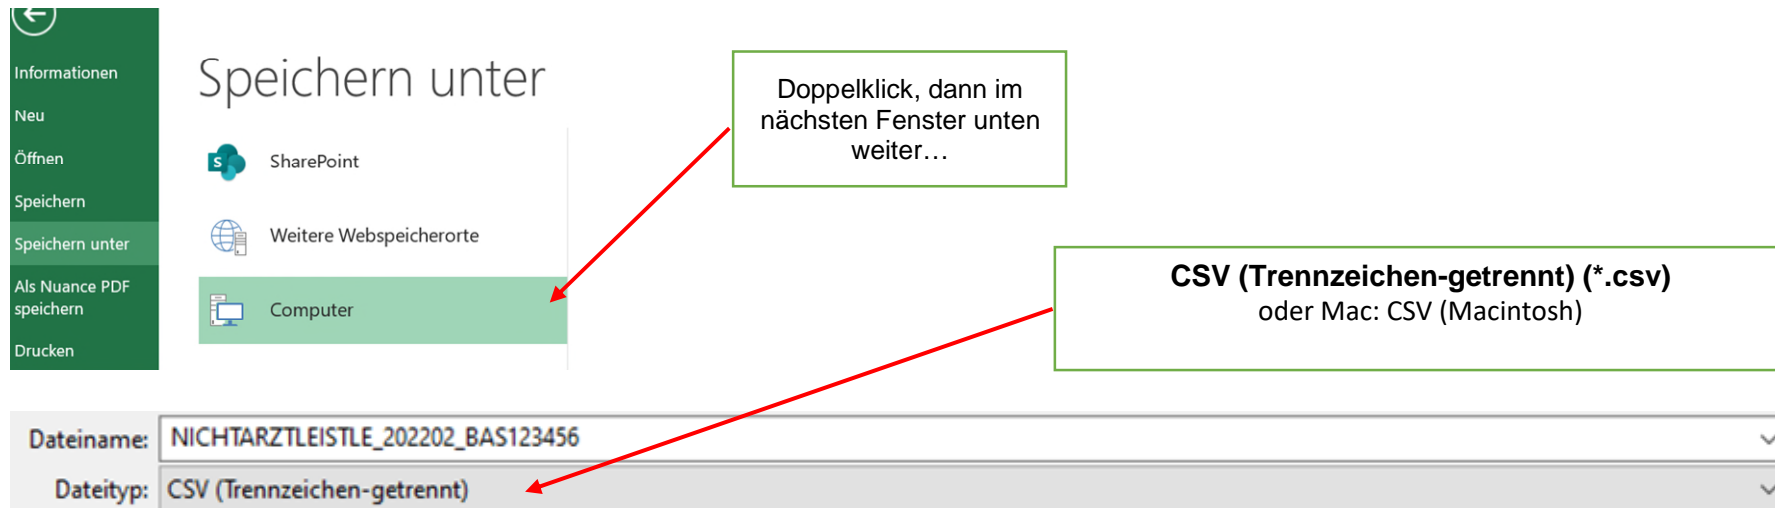 Informationen
Neu
Öffnen
Speichern
Speichern unter
Als Nuance PDF
speichern
Drucken
Speichern unter
SharePoint
Weitere Webspeicherorte
Computer
Doppelklick, dann im
nächsten Fenster unten
weiter…
CSV (Trennzeichen-getrennt) (*.csv)
oder Mac: CSV (Macintosh)
Dateiname: NICHTARZTLEISTLE_202202_BAS123456
Dateityp: CSV (Trennzeichen-getrennt)